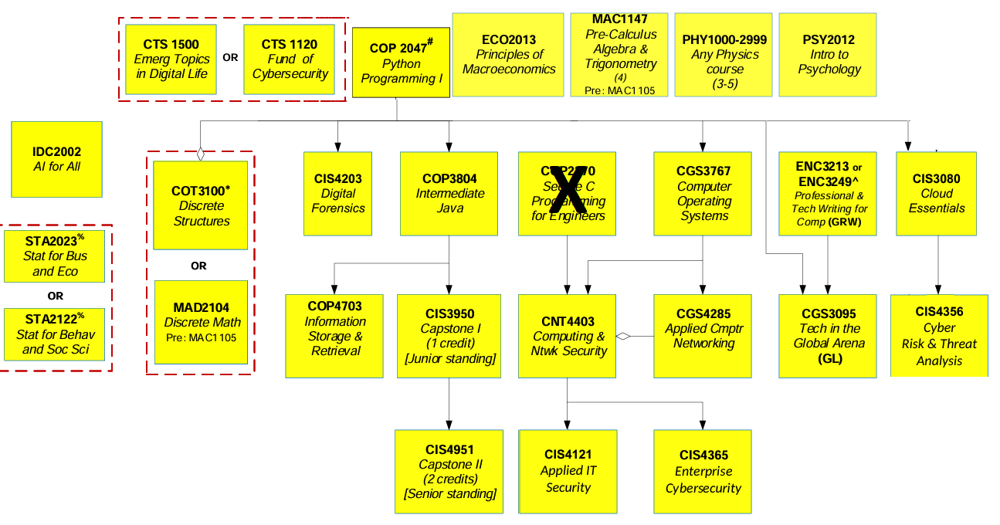 CTS 1500
Emerg Topics
in Digital Life
OR
CTS 1120
Fund of
Cybersecurity
COP 2047#
Python
Programming I
ECO2013
Principles of
Macroeconomics
MAC1147
Pre-Calculus
Algebra &
Trigonometry
(4)
Pre: MAC1105
PHY1000-2999
Any Physics
course
(3-5)
PSY2012
Intro to
Psychology
IDC2002
AI for All
COT3100*
Discrete
Structures
OR
MAD2104
Discrete Math
Pre: MAC1105
STA2023%
Stat for Bus
and Eco
OR
STA2122%
Stat for Behav
and Soc Sci
CIS4203
Digital
Forensics
COP3804
Intermediate
Java
X
C
Programming
for Engineers
CGS3767
Computer
Operating
Systems
ENC3213 or
ENC3249^
Professional &
Tech Writing for
Comp (GRW)
CIS3080
Cloud
Essentials
COP4703
Information
Storage &
Retrieval
CIS3950
Capstone I
(1 credit)
[Junior standing]
CNT4403
Computing &
Ntwk Security
CGS4285
Applied Cmptr
Networking
CGS3095
Tech in the
Global Arena
(GL)
CIS4356
Cyber
Risk & Threat
Analysis
CIS4951
Capstone II
(2 credits)
[Senior standing]
CIS4121
Applied IT
Security
CIS4365
Enterprise
Cybersecurity